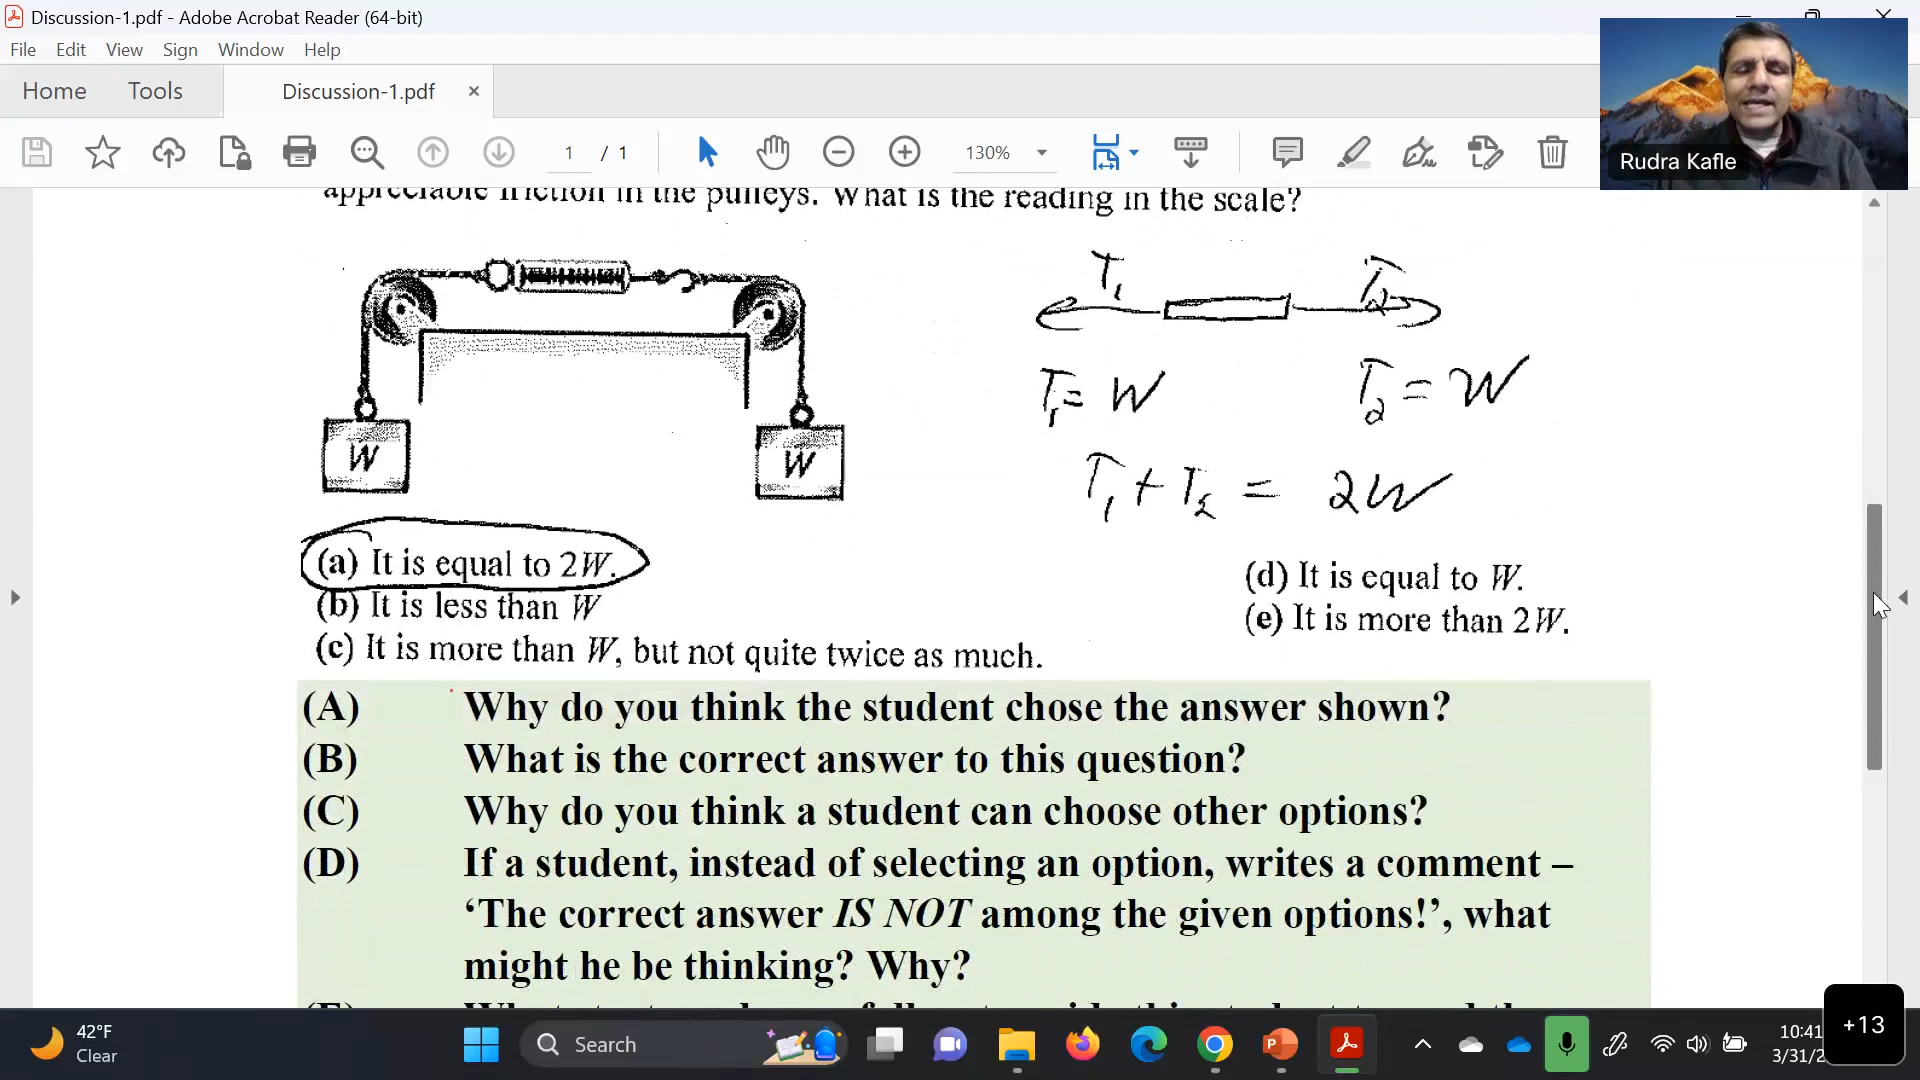 Discussion-1.pdf - Adobe Acrobat Reader (64-bit)
File Edit View Sign Window Help
Home Tools Discussion-1.pdf ×
1 / 1 130%
Rudra Kafle
appreciable friction in the pulleys. What is the reading in the scale?
T₁ T₂
T₁ = W T₂ = W
T₁ + T₂ = 2W
W W
(a) It is equal to 2W.
(b) It is less than W
(c) It is more than W, but not quite twice as much.
(d) It is equal to W.
(e) It is more than 2W.
(A) Why do you think the student chose the answer shown?
(B) What is the correct answer to this question?
(C) Why do you think a student can choose other options?
(D) If a student, instead of selecting an option, writes a comment –
‘The correct answer IS NOT among the given options!’, what
might he be thinking? Why?
42°F
Clear
Search
10:41
3/31/2
+13